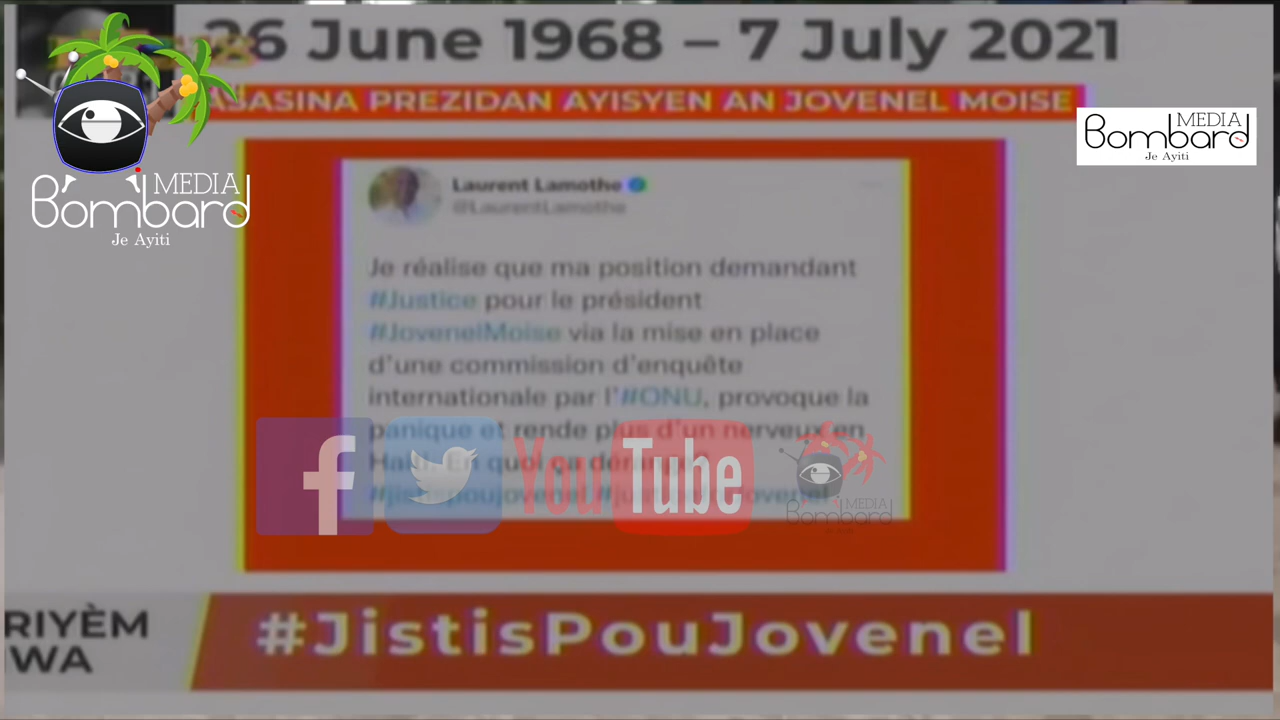 26 June 1968 – 7 July 2021
ASASINA PREZIDAN AYISYEN AN JOVENEL MOISE
MEDIA
Bombard
Je Ayiti
MEDIA
Bombard
Je Ayiti
Laurent Lamothe
@LaurentLamothe
Je réalise que ma position demandant
#Justice pour le président
#JovenelMoise via la mise en place
d'une commission d'enquête
internationale par l'#ONU, provoque la
panique et rende plus d'un nerveux en
quoi ça
#jistispoujovenel
f
YouTube
MEDIA
Bombard
RIYÈM
WA
#JistisPouJovenel